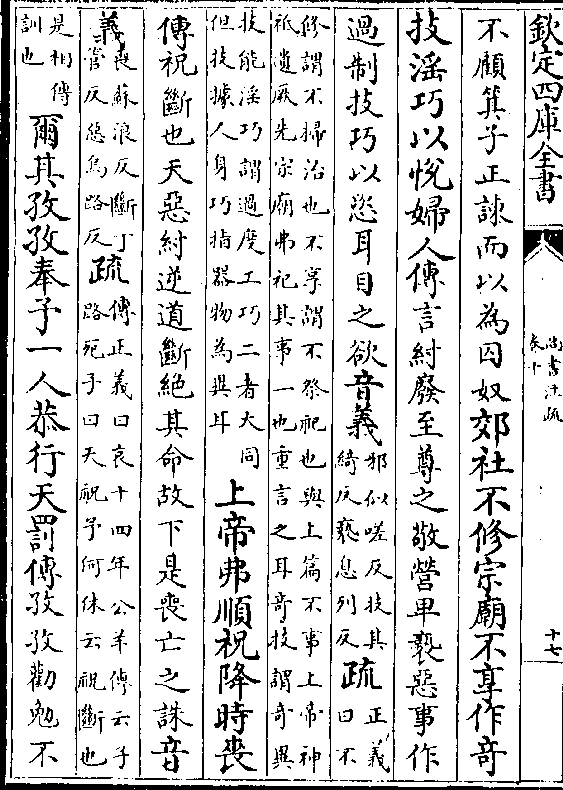 欽定四庫全書
尚書注疏
卷十
十七
不顧箕子正諫而以為囚奴郊社不修宗廟不享作奇
技淫巧以悅婦人傳言紂廢至尊之敬營卑褻惡事作
過制技巧以恣耳目之欲音義邪似嗟反技其
綺反褻息列反疏正義
曰不
修謂不掃治也不享謂不祭祀也與上篇不事上帝神
祇遺厥先宗廟弗祀其事一也重言之耳奇技謂奇異
技能淫巧謂過度工巧二者大同
但技據人身巧指器物為異耳上帝弗順祝降時喪
傳祝斷也天惡紂逆道斷絕其命故下是喪亡之誅音
義喪蘇浪反斷丁
管反惡烏路反疏傳正義曰哀十四年公羊傳云子
路死子曰天祝予何休云祝斷也
是相傳
訓也爾其孜孜奉予一人恭行天罰傳孜孜勸勉不